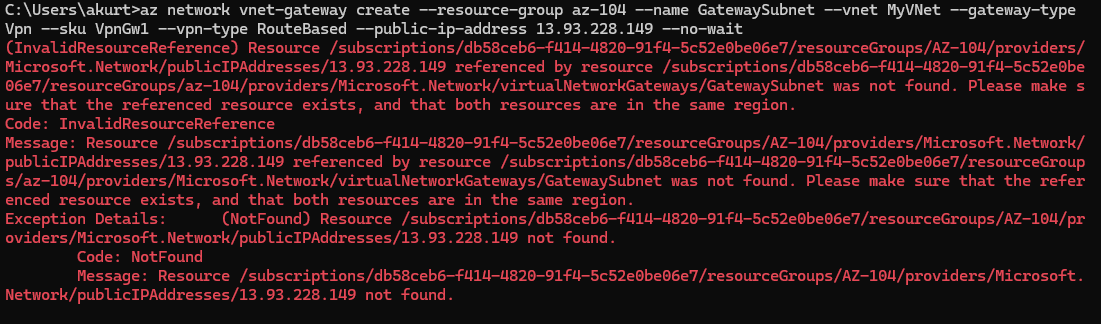 C:\Users\akurt>az network vnet-gateway create --resource-group az-104 --name GatewaySubnet --vnet MyVNet --gateway-type
Vpn --sku VpnGw1 --vpn-type RouteBased --public-ip-address 13.93.228.149 --no-wait
(InvalidResourceReference) Resource /subscriptions/db58ceb6-f414-4820-91f4-5c52e0be06e7/resourceGroups/AZ-104/providers/
Microsoft.Network/publicIPAddresses/13.93.228.149 referenced by resource /subscriptions/db58ceb6-f414-4820-91f4-5c52e0be
06e7/resourceGroups/az-104/providers/Microsoft.Network/virtualNetworkGateways/GatewaySubnet was not found. Please make s
ure that the referenced resource exists, and that both resources are in the same region.
Code: InvalidResourceReference
Message: Resource /subscriptions/db58ceb6-f414-4820-91f4-5c52e0be06e7/resourceGroups/AZ-104/providers/Microsoft.Network/
publicIPAddresses/13.93.228.149 referenced by resource /subscriptions/db58ceb6-f414-4820-91f4-5c52e0be06e7/resourceGroup
s/az-104/providers/Microsoft.Network/virtualNetworkGateways/GatewaySubnet was not found. Please make sure that the refer
enced resource exists, and that both resources are in the same region.
Exception Details:      (NotFound) Resource /subscriptions/db58ceb6-f414-4820-91f4-5c52e0be06e7/resourceGroups/AZ-104/pr
oviders/Microsoft.Network/publicIPAddresses/13.93.228.149 not found.
        Code: NotFound
        Message: Resource /subscriptions/db58ceb6-f414-4820-91f4-5c52e0be06e7/resourceGroups/AZ-104/providers/Microsoft.
Network/publicIPAddresses/13.93.228.149 not found.